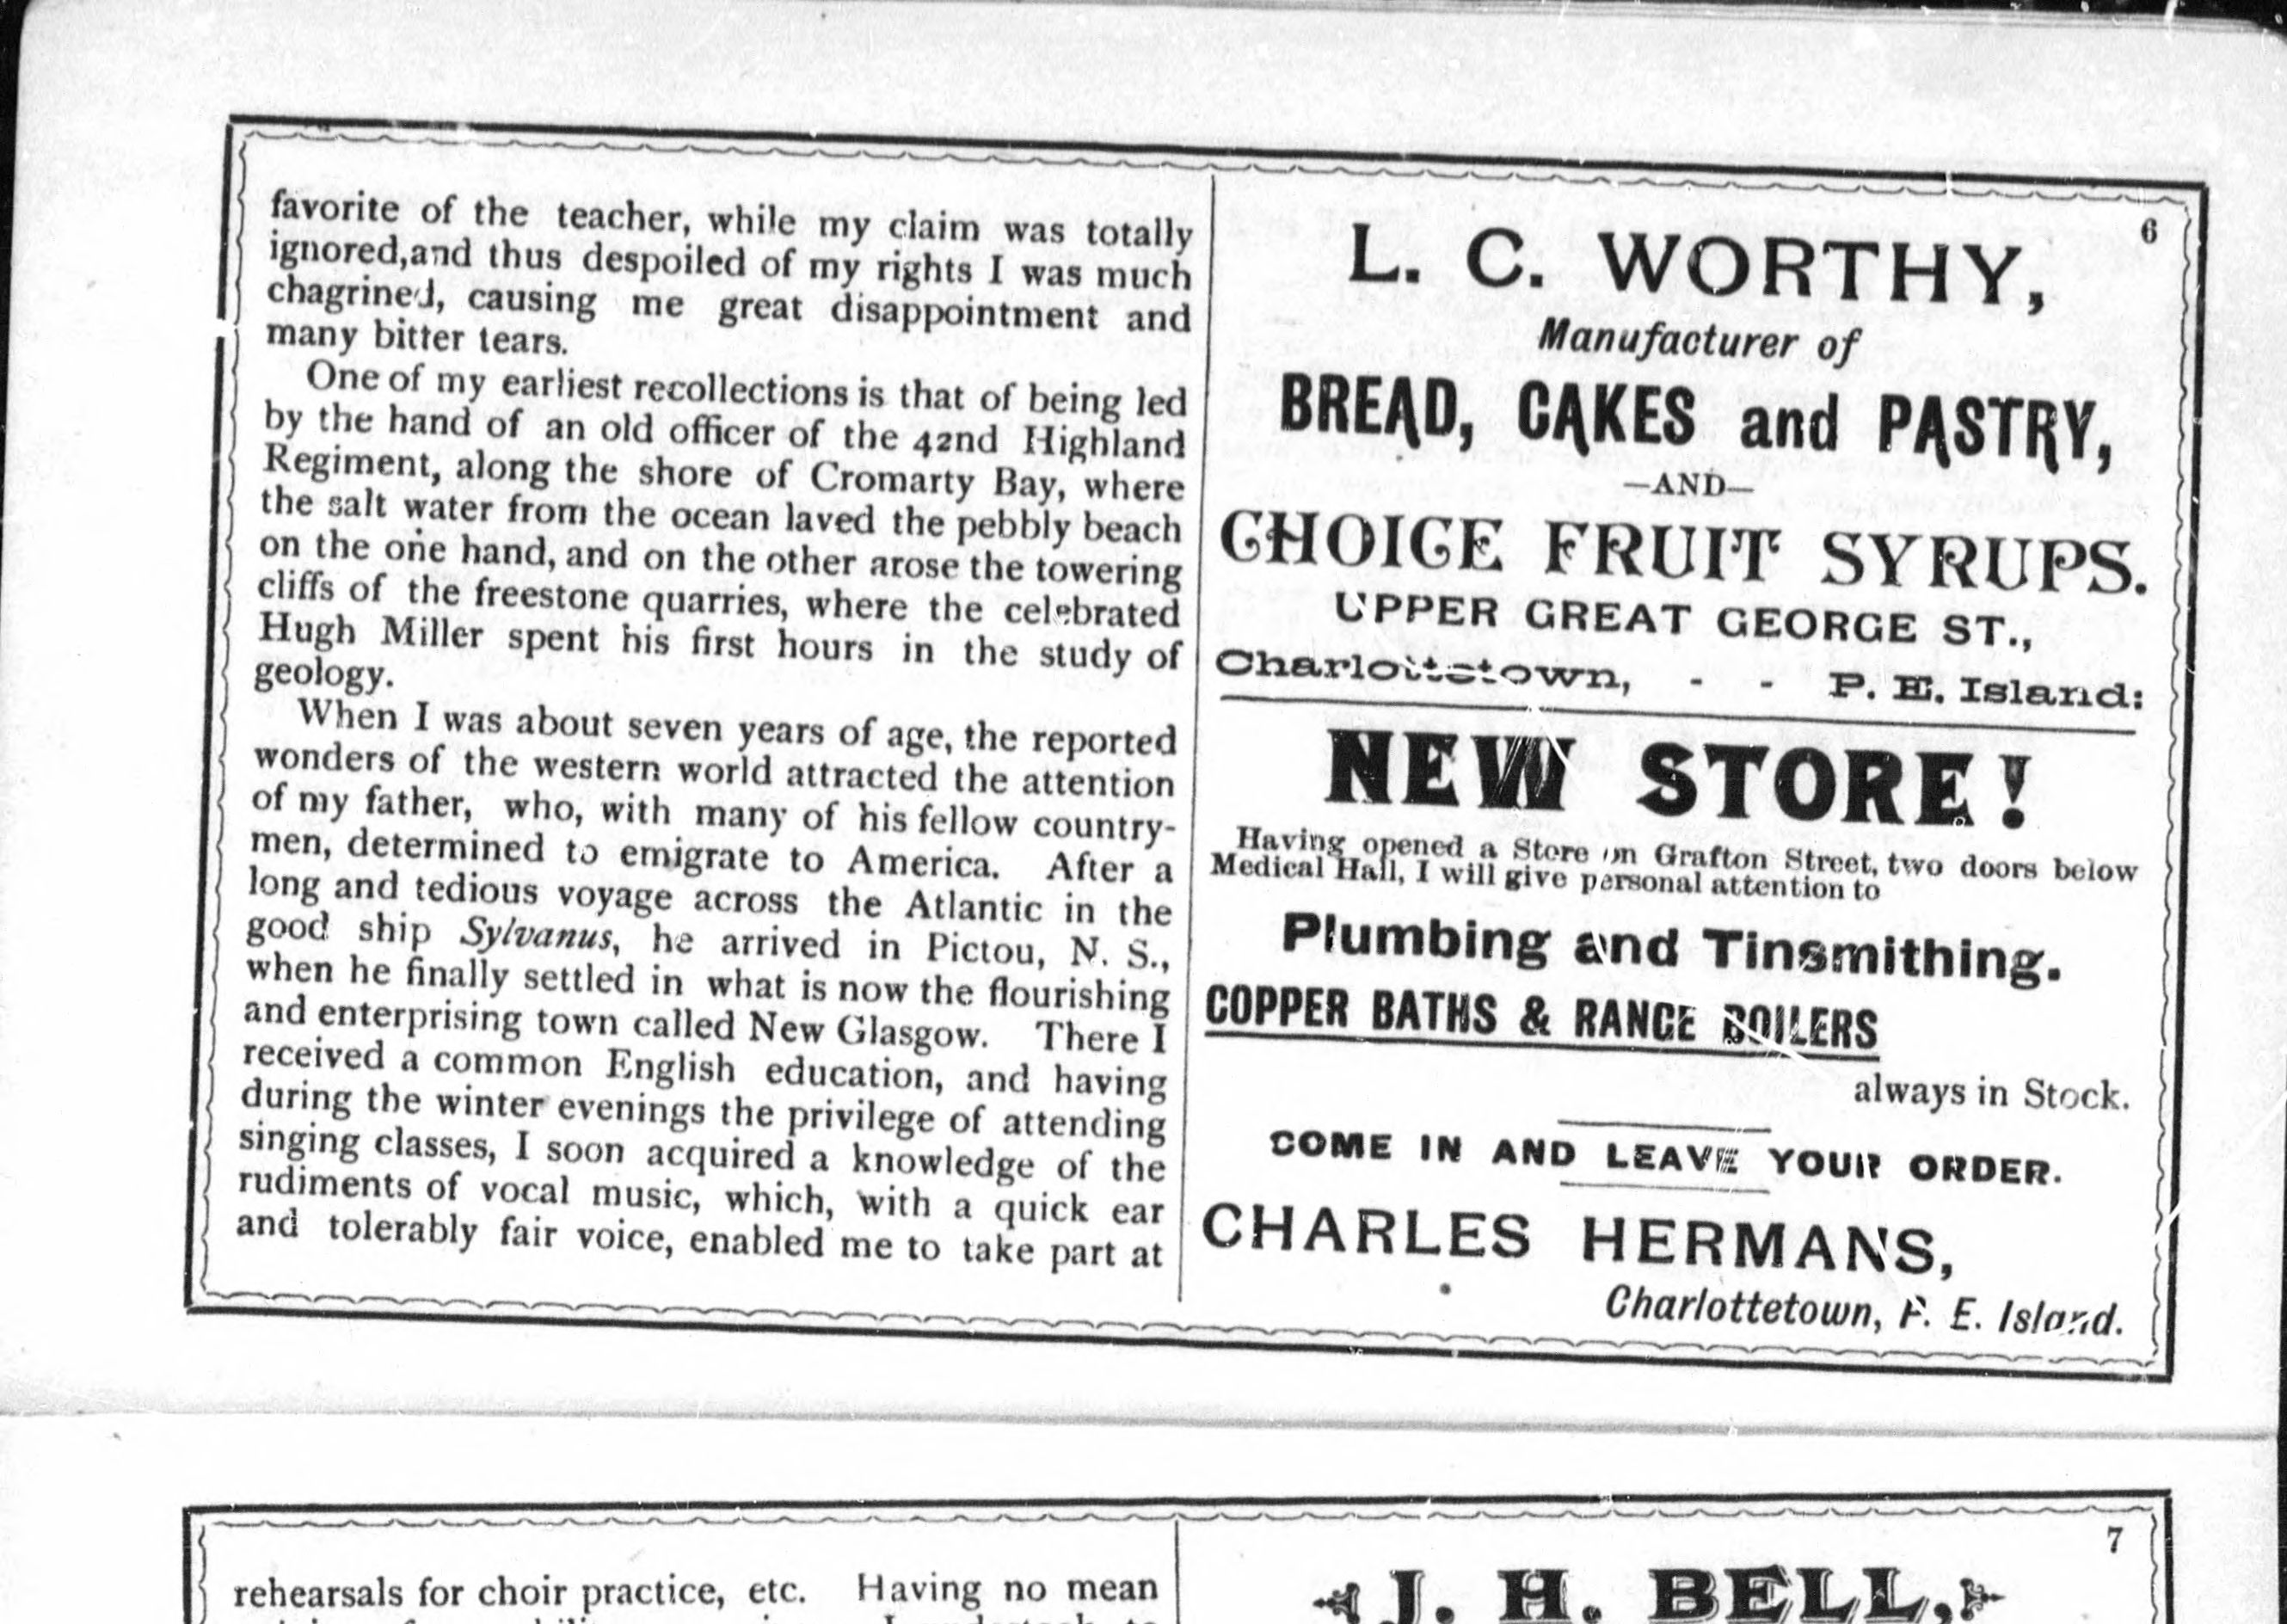 favorite of the teacher, while my claim was totally
ignored,and thus despoiled of my rights I was much
chagrined, causing me great disappointment and
many bitter tears.
One of my earliest recollections is that of being led
by the hand of an old officer of the 42nd Highland
Regiment, along the shore of Cromarty Bay, where
the salt water from the ocean laved the pebbly beach
on the one hand, and on the other arose the towering
cliffs of the freestone quarries, where the celebrated
Hugh Miller spent his first hours in the study of
geology.
When I was about seven years of age, the reported
wonders of the western world attracted the attention
of my father, who, with many of his fellow country-
men, determined to emigrate to America. After a
long and tedious voyage across the Atlantic in the
good ship Sylvanus, he arrived in Pictou, N. S.,
when he finally settled in what is now the flourishing
and enterprising town called New Glasgow. There I
received a common English education, and having
during the winter evenings the privilege of attending
singing classes, I soon acquired a knowledge of the
rudiments of vocal music, which, with a quick ear
and tolerably fair voice, enabled me to take part at
6
L. C. WORTHY,
Manufacturer of
BREAD, CAKES and PASTRY,
—AND—
CHOICE FRUIT SYRUPS.
UPPER GREAT GEORGE ST.,
Charlottetown, - - P. E. Island:
NEW STORE!
Having opened a Store on Grafton Street, two doors below
Medical Hall, I will give personal attention to
Plumbing and Tinsmithing.
COPPER BATHS & RANGE BOILERS
always in Stock.
COME IN AND LEAVE YOUR ORDER.
CHARLES HERMANS,
Charlottetown, P. E. Island.
7
rehearsals for choir practice, etc. Having no mean
J. H. BELL,